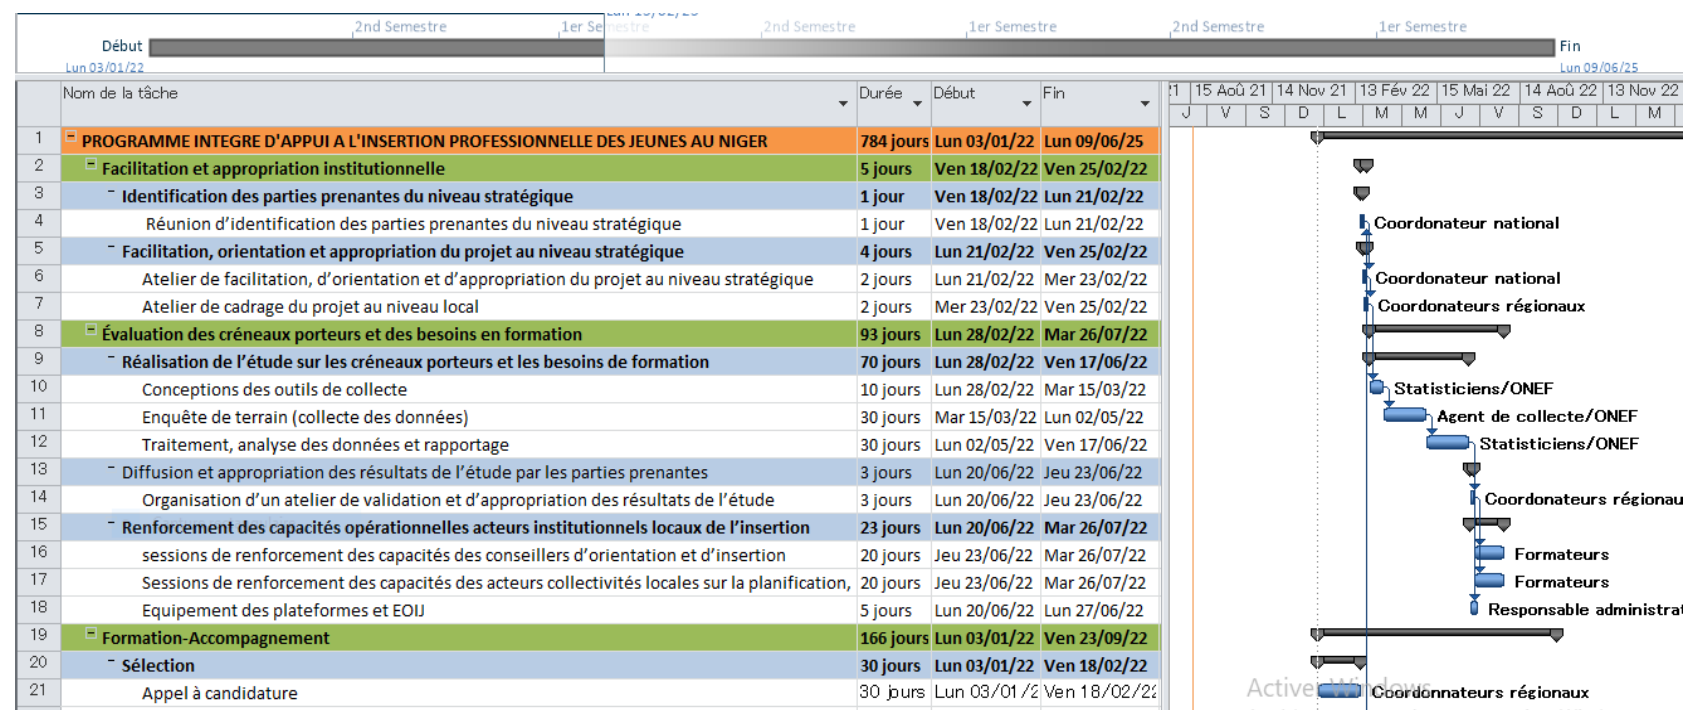 Lun 13/02/23
2nd Semestre 1er Semestre 2nd Semestre 1er Semestre 2nd Semestre 1er Semestre
Début Fin
Lun 03/01/22 Lun 09/06/25
Nom de la tâche Durée Début Fin 15 Aoû 21 14 Nov 21 13 Fév 22 15 Mai 22 14 Aoû 22 13 Nov 22
J V S D L M M J V S D L M
1 PROGRAMME INTEGRE D'APPUI A L'INSERTION PROFESSIONNELLE DES JEUNES AU NIGER 784 jours Lun 03/01/22 Lun 09/06/25
2 Facilitation et appropriation institutionnelle 5 jours Ven 18/02/22 Ven 25/02/22
3 Identification des parties prenantes du niveau stratégique 1 jour Ven 18/02/22 Lun 21/02/22
4 Réunion d’identification des parties prenantes du niveau stratégique 1 jour Ven 18/02/22 Lun 21/02/22 Coordonateur national
5 Facilitation, orientation et appropriation du projet au niveau stratégique 4 jours Lun 21/02/22 Ven 25/02/22
6 Atelier de facilitation, d’orientation et d’appropriation du projet au niveau stratégique 2 jours Lun 21/02/22 Mer 23/02/22 Coordonateur national
7 Atelier de cadrage du projet au niveau local 2 jours Mer 23/02/22 Ven 25/02/22 Coordonateurs régionaux
8 Évaluation des créneaux porteurs et des besoins en formation 93 jours Lun 28/02/22 Mar 26/07/22
9 Réalisation de l’étude sur les créneaux porteurs et les besoins de formation 70 jours Lun 28/02/22 Ven 17/06/22
10 Conceptions des outils de collecte 10 jours Lun 28/02/22 Mar 15/03/22 Statisticiens/ONEF
11 Enquête de terrain (collecte des données) 30 jours Mar 15/03/22 Lun 02/05/22 Agent de collecte/ONEF
12 Traitement, analyse des données et rapportage 30 jours Lun 02/05/22 Ven 17/06/22 Statisticiens/ONEF
13 Diffusion et appropriation des résultats de l’étude par les parties prenantes 3 jours Lun 20/06/22 Jeu 23/06/22
14 Organisation d’un atelier de validation et d’appropriation des résultats de l’étude 3 jours Lun 20/06/22 Jeu 23/06/22 Coordonateurs régionau
15 Renforcement des capacités opérationnelles acteurs institutionnels locaux de l’insertion 23 jours Lun 20/06/22 Mar 26/07/22
16 sessions de renforcement des capacités des conseillers d’orientation et d’insertion 20 jours Jeu 23/06/22 Mar 26/07/22 Formateurs
17 Sessions de renforcement des capacités des acteurs collectivités locales sur la planification, 20 jours Jeu 23/06/22 Mar 26/07/22 Formateurs
18 Equipement des plateformes et EOIJ 5 jours Lun 20/06/22 Lun 27/06/22 Responsable administrat
19 Formation-Accompagnement 166 jours Lun 03/01/22 Ven 23/09/22
20 Sélection 30 jours Lun 03/01/22 Ven 18/02/22
21 Appel à candidature 30 jours Lun 03/01/2 Ven 18/02/22 Coordonnateurs régionaux
Activer Windows